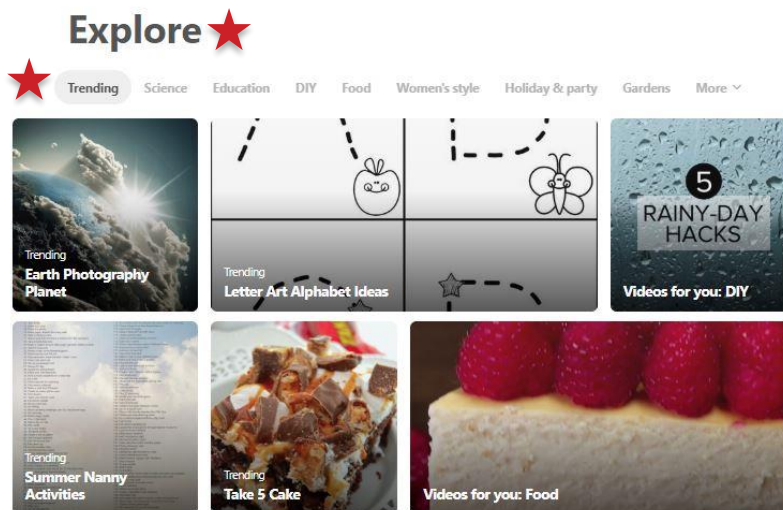 Explore
Trending Science Education DIY Food Women's style Holiday & party Gardens More
Trending
Earth Photography
Planet
Trending
Letter Art Alphabet Ideas
5
RAINY-DAY
HACKS
Videos for you: DIY
Trending
Summer Nanny
Activities
Trending
Take 5 Cake
Videos for you: Food